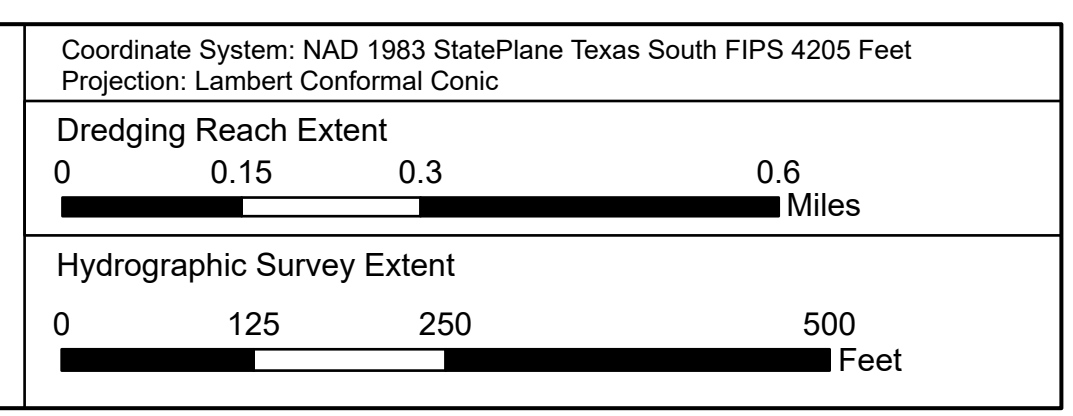 Coordinate System: NAD 1983 StatePlane Texas South FIPS 4205 Feet
Projection: Lambert Conformal Conic
Dredging Reach Extent
0 0.15 0.3 0.6
Miles
Hydrographic Survey Extent
0 125 250 500
Feet